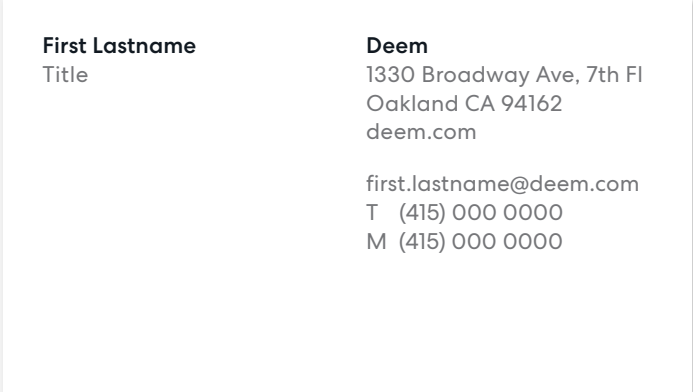 First Lastname
Title
Deem
1330 Broadway Ave, 7th Fl
Oakland CA 94162
deem.com
first.lastname@deem.com
T (415) 000 0000
M (415) 000 0000